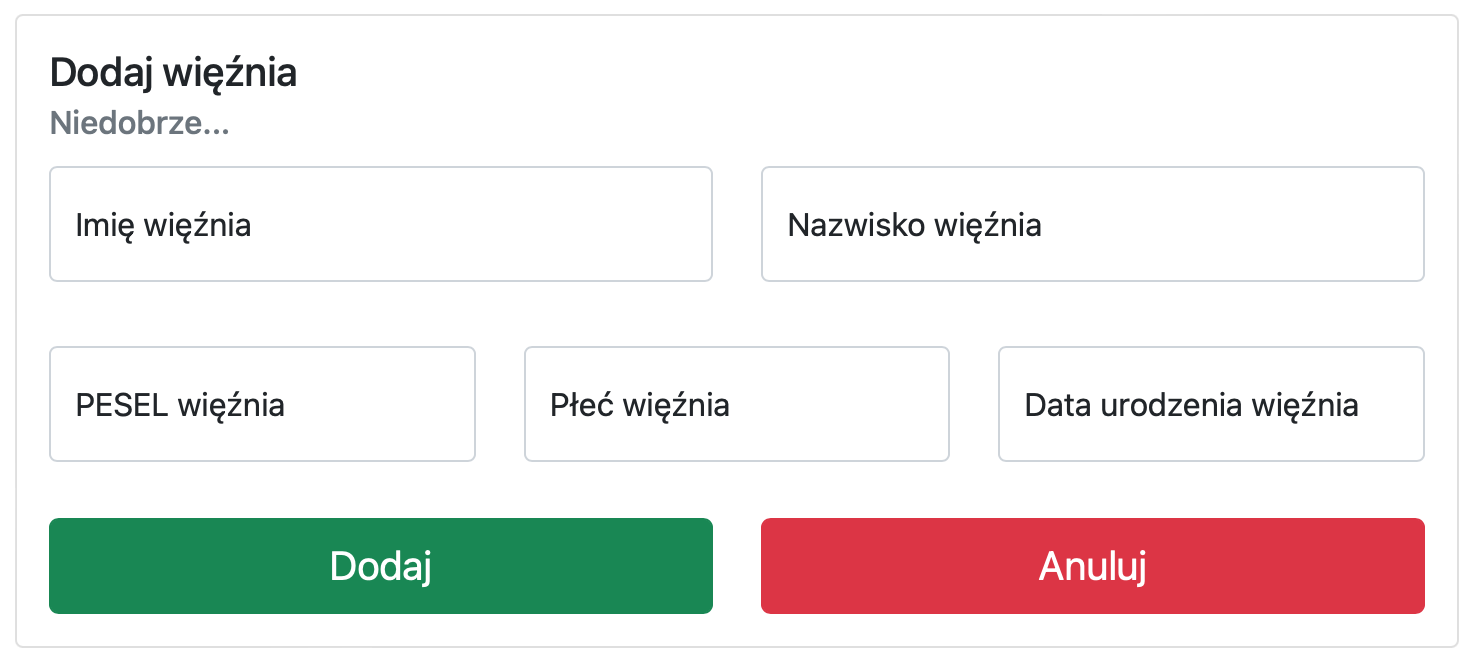 Dodaj więźnia
Niedobrze...
Imię więźnia
Nazwisko więźnia
PESEL więźnia
Płeć więźnia
Data urodzenia więźnia
Dodaj
Anuluj